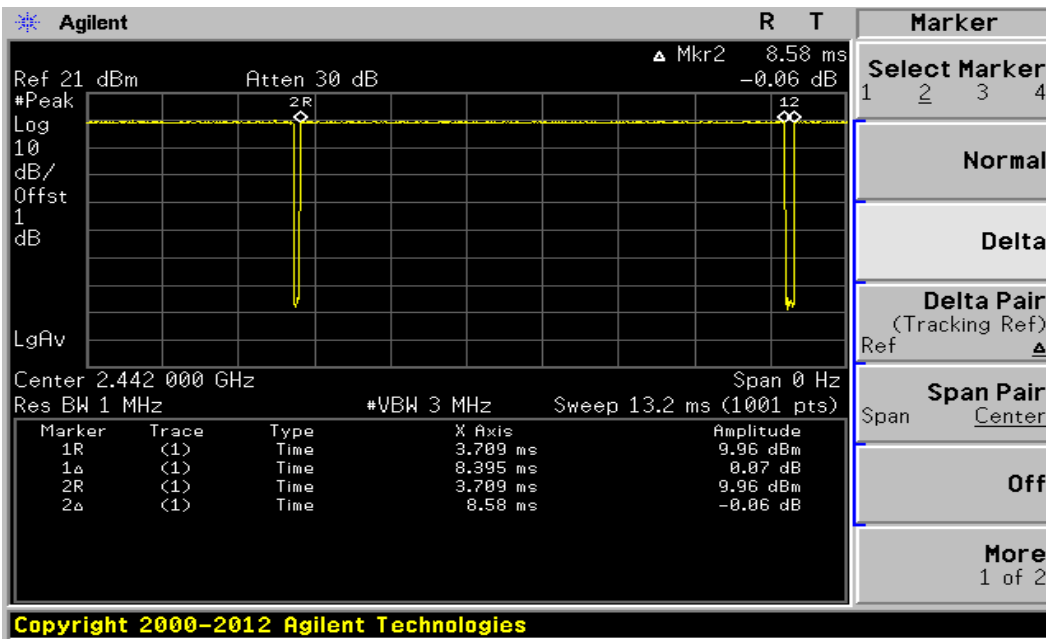 Agilent R T
▵ Mkr2 8.58 ms
Ref 21 dBm Atten 30 dB −0.06 dB
#Peak
Log
10
dB/
Offst
1
dB
LgAv
2R
12
Center 2.442 000 GHz Span 0 Hz
Res BW 1 MHz #VBW 3 MHz Sweep 13.2 ms (1001 pts)
Marker Trace Type X Axis Amplitude
1R (1) Time 3.709 ms 9.96 dBm
1▵ (1) Time 8.395 ms 0.07 dB
2R (1) Time 3.709 ms 9.96 dBm
2▵ (1) Time 8.58 ms −0.06 dB
Marker
Select Marker
1 2 3 4
Normal
Delta
Delta Pair
(Tracking Ref)
Ref ▵
Span Pair
Span Center
Off
More
1 of 2
Copyright 2000–2012 Agilent Technologies